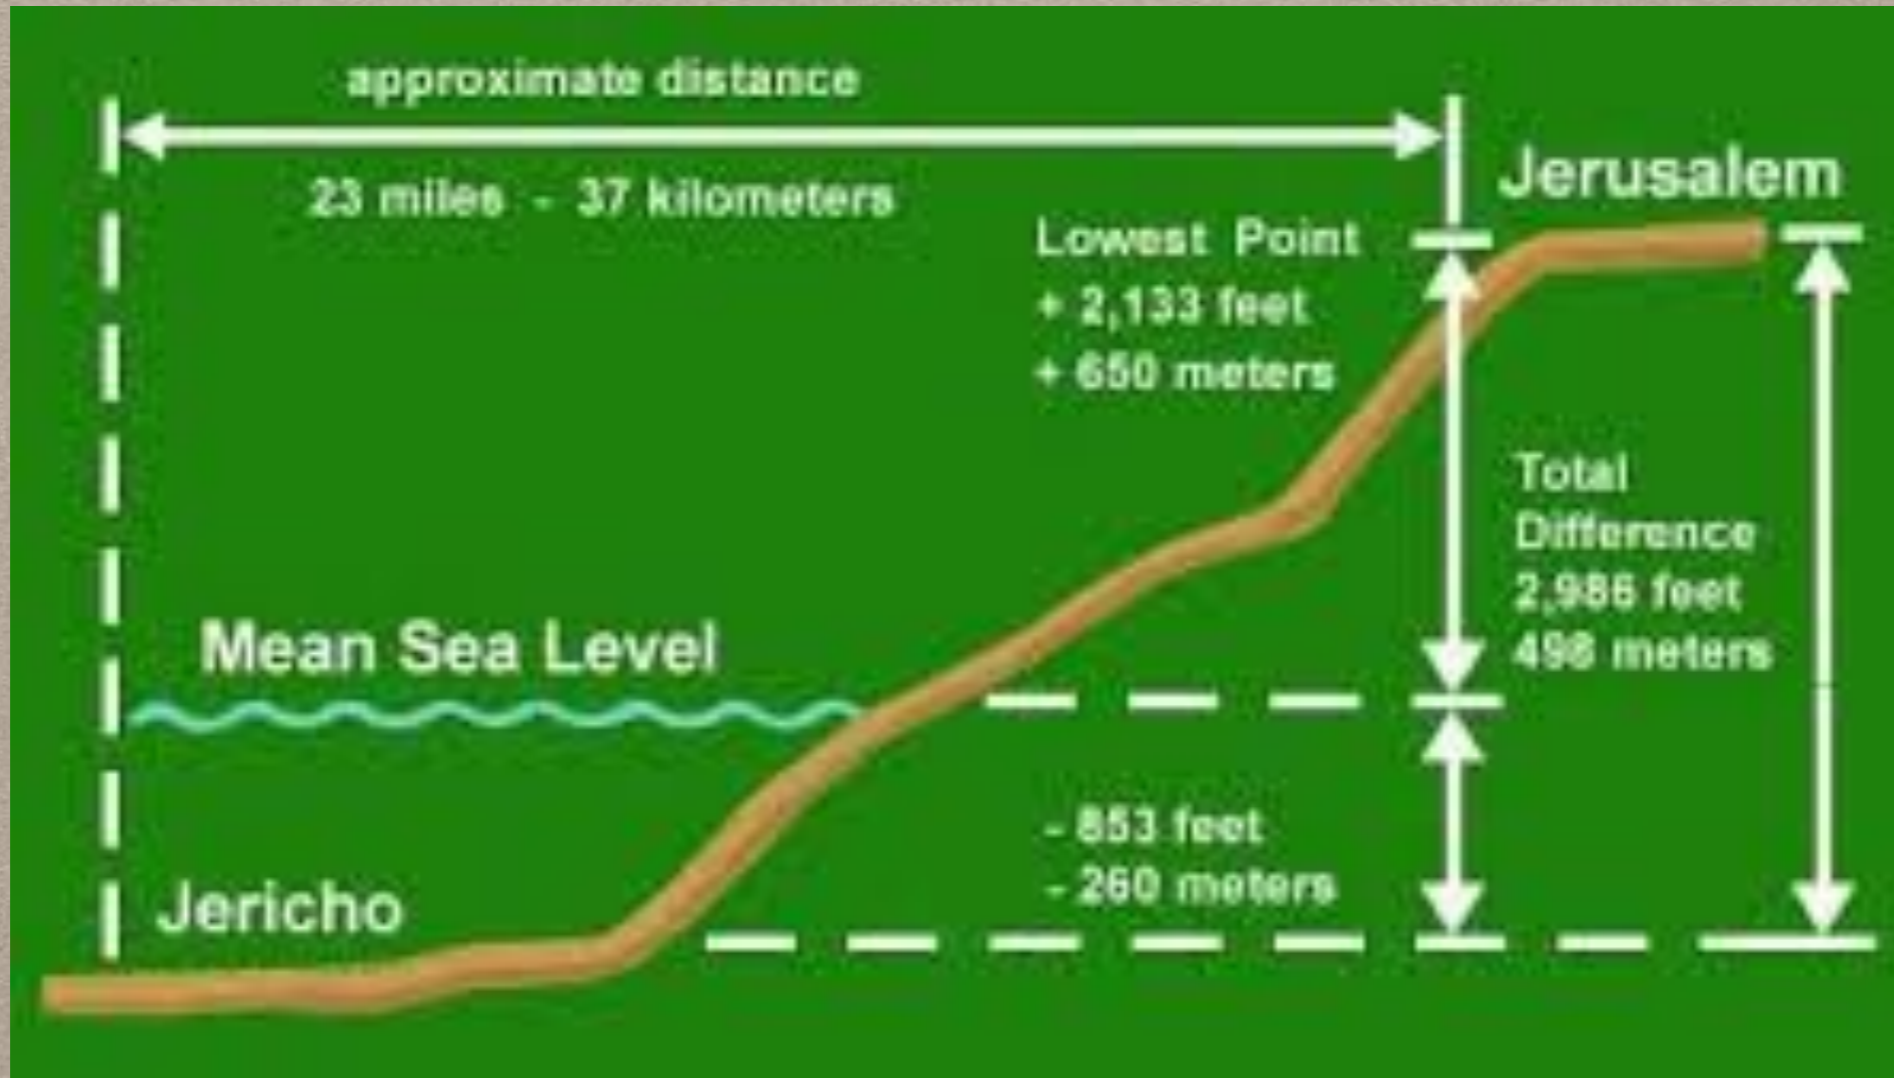 approximate distance
23 miles - 37 kilometers
Jerusalem
Lowest Point
+ 2,133 feet
+ 650 meters
Total
Difference
2,986 feet
498 meters
Mean Sea Level
- 853 feet
- 260 meters
Jericho